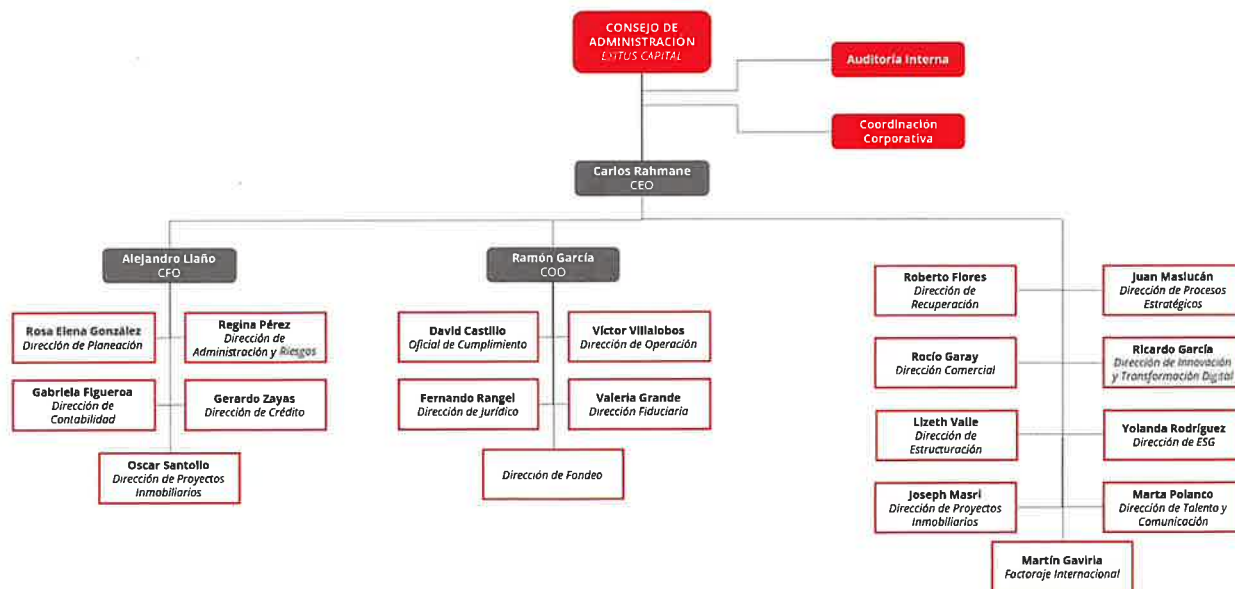 CONSEJO DE
ADMINISTRACIÓN
EXITUS CAPITAL
Auditoría Interna
Coordinación
Corporativa
Carlos Rahmane
CEO
Alejandro Llaño
CFO
Rosa Elena González
Dirección de Planeación
Regina Pérez
Dirección de
Administración y Riesgos
Gabriela Figueroa
Dirección de
Contabilidad
Gerardo Zayas
Dirección de Crédito
Oscar Santollo
Dirección de Proyectos
Inmobiliarios
Ramón García
COO
David Castillo
Oficial de Cumplimiento
Víctor Villalobos
Dirección de Operación
Fernando Rangel
Dirección de Jurídico
Valeria Grande
Dirección Fiduciaria
Dirección de Fondeo
Roberto Flores
Dirección de
Recuperación
Juan Maslucán
Dirección de Procesos
Estratégicos
Rocío Garay
Dirección Comercial
Ricardo García
Dirección de Innovación
y Transformación Digital
Lizeth Valle
Dirección de
Estructuración
Yolanda Rodríguez
Dirección de ESG
Joseph Masri
Dirección de Proyectos
Inmobiliarios
Marta Polanco
Dirección de Talento y
Comunicación
Martín Gaviria
Factoraje Internacional